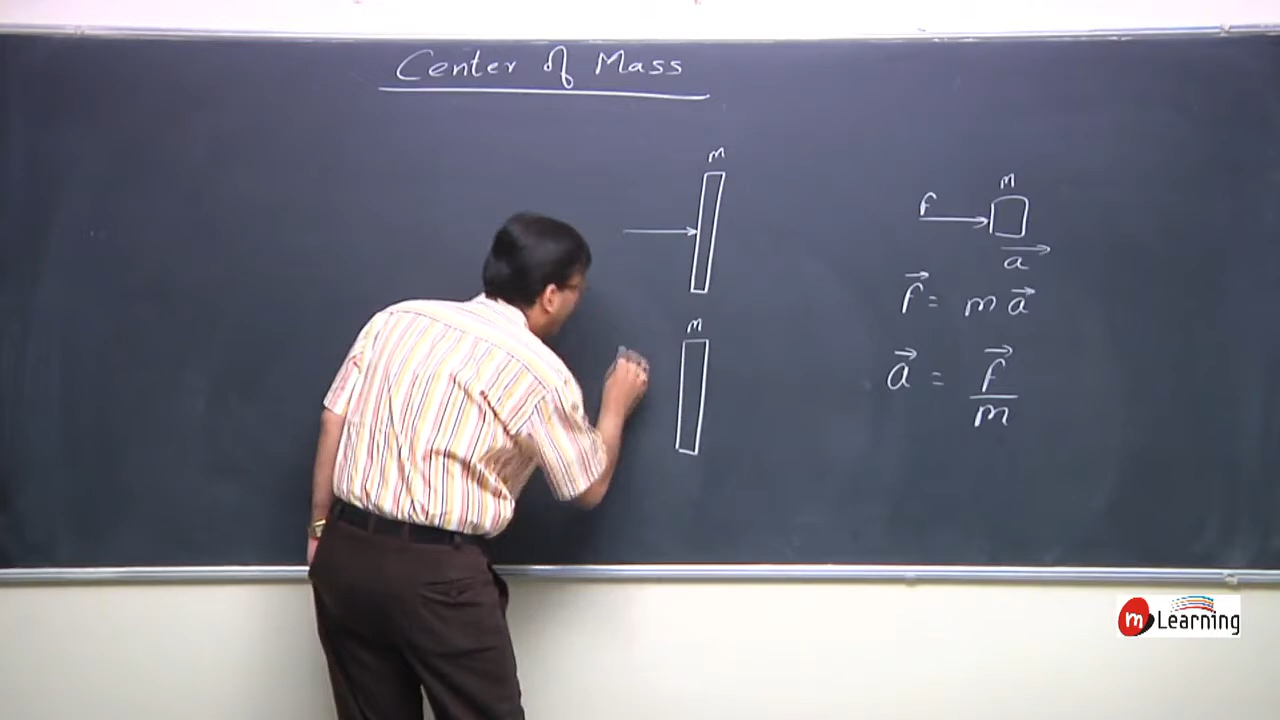 Center of Mass
m
m
f
m
a
f = m a
a = f / m
m Learning